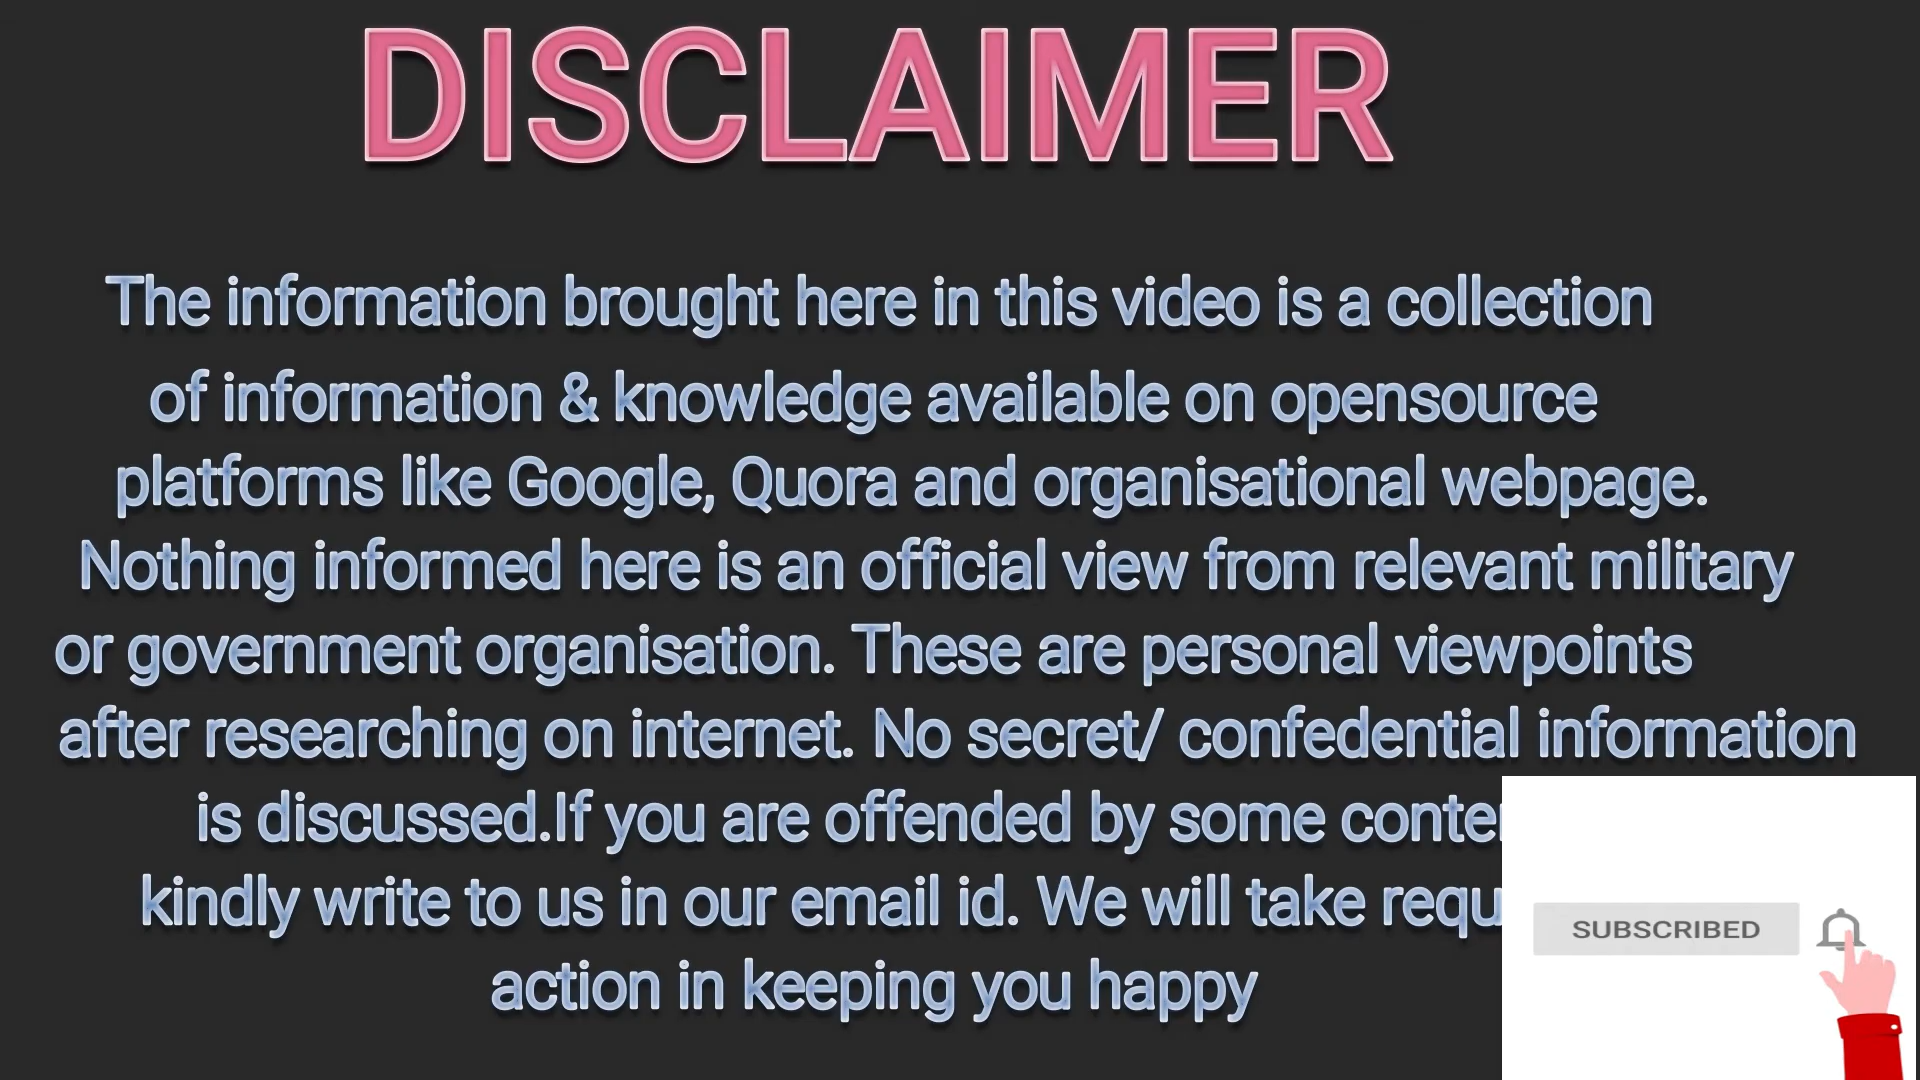 DISCLAIMER
The information brought here in this video is a collection
of information & knowledge available on opensource
platforms like Google, Quora and organisational webpage.
Nothing informed here is an official view from relevant military
or government organisation. These are personal viewpoints
after researching on internet. No secret/ confedential information
is discussed.If you are offended by some
kindly write to us in our email id. We will take
action in keeping you happy
SUBSCRIBED